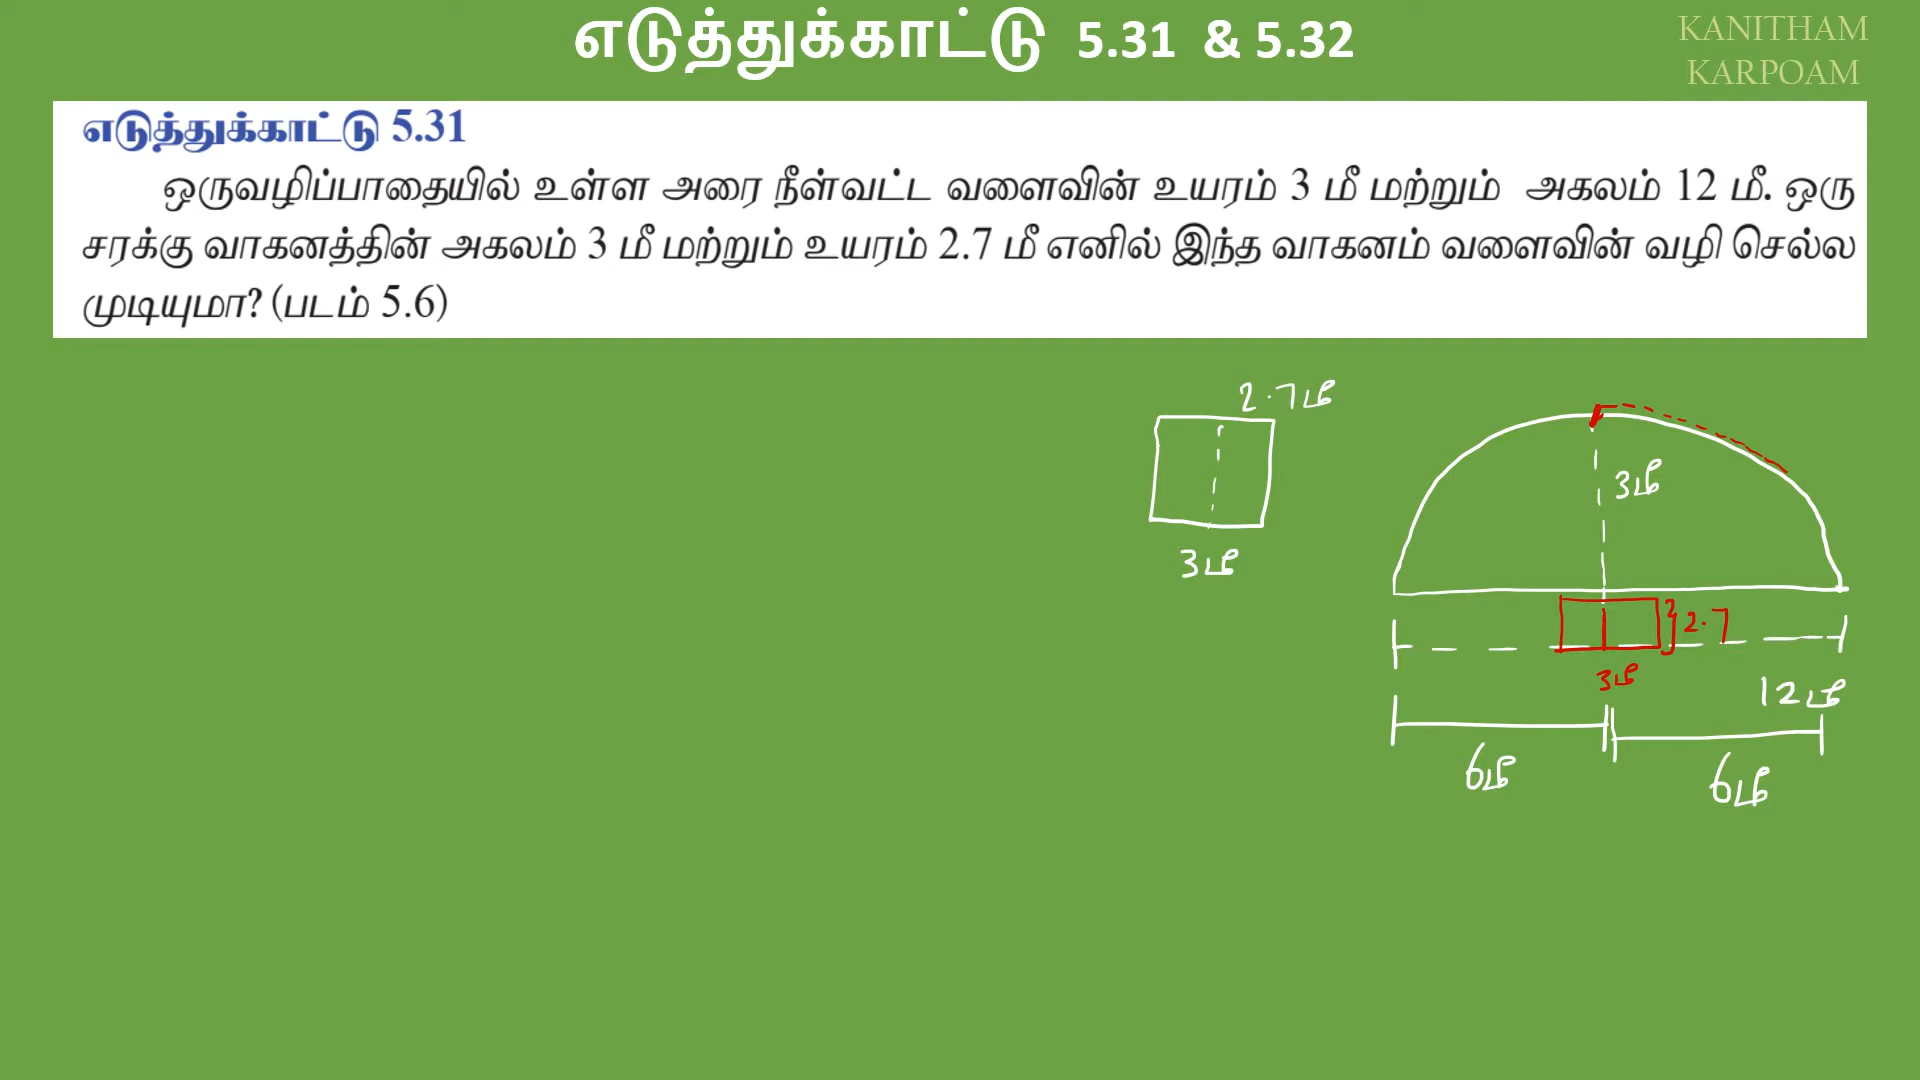 எடுத்துக்காட்டு 5.31 & 5.32
KANITHAM
KARPOAM
எடுத்துக்காட்டு 5.31
ஒருவழிப்பாதையில் உள்ள அரை நீள்வட்ட வளைவின் உயரம் 3 மீ மற்றும் அகலம் 12 மீ. ஒரு
சரக்கு வாகனத்தின் அகலம் 3 மீ மற்றும் உயரம் 2.7 மீ எனில் இந்த வாகனம் வளைவின் வழி செல்ல
முடியுமா? (படம் 5.6)
2.7மீ
3மீ
3மீ
2.7
3மீ
12மீ
6மீ
6மீ